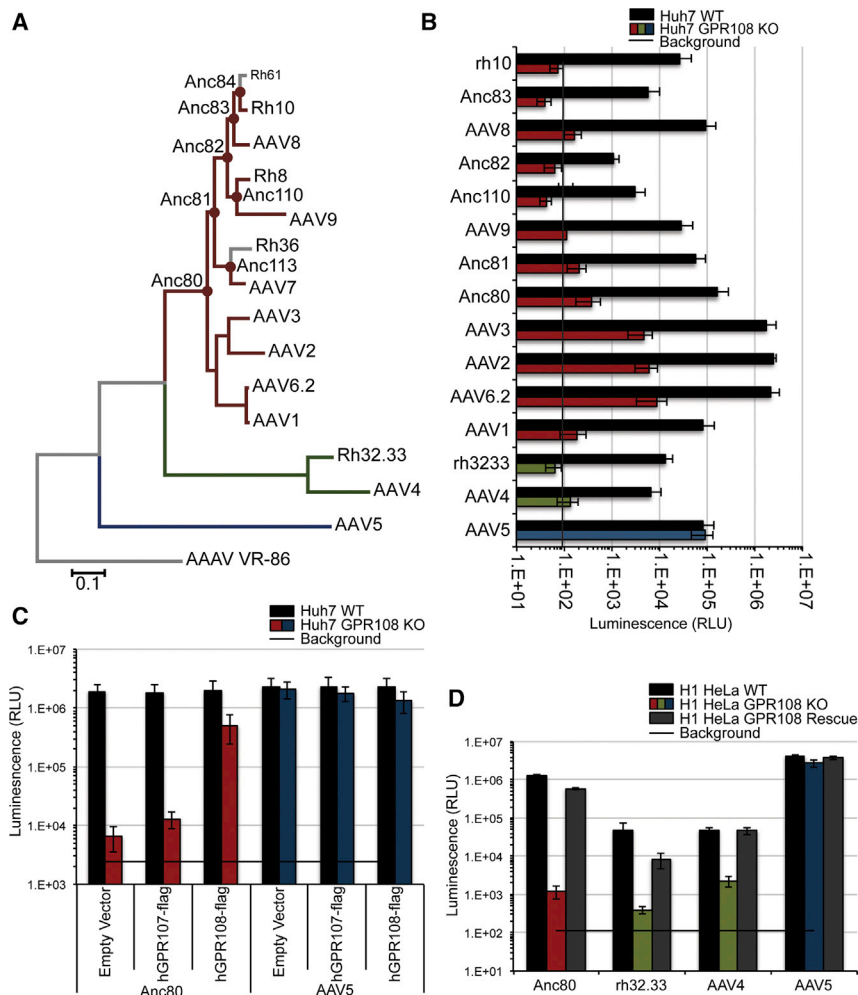 A
Rh61
Anc84
Anc83
Rh10
Anc82
AAV8
Rh8
Anc110
Anc81
AAV9
Rh36
Anc113
Anc80
AAV7
AAV3
AAV2
AAV6.2
AAV1
Rh32.33
AAV4
AAV5
AAAV VR-86
0.1
B
Huh7 WT
Huh7 GPR108 KO
Background
rh10
Anc83
AAV8
Anc82
Anc110
AAV9
Anc81
Anc80
AAV3
AAV2
AAV6.2
AAV1
rh3233
AAV4
AAV5
1.E+01
1.E+02
1.E+03
1.E+04
1.E+05
1.E+06
1.E+07
Luminescence (RLU)
C
Huh7 WT
Huh7 GPR108 KO
Background
Luminesncence (RLU)
1.E+07
1.E+06
1.E+05
1.E+04
1.E+03
Empty Vector
hGPR107-flag
hGPR108-flag
Empty Vector
hGPR107-flag
hGPR108-flag
Anc80
AAV5
D
H1 HeLa WT
H1 HeLa GPR108 KO
H1 HeLa GPR108 Rescue
Background
Luminescence (RLU)
1.E+07
1.E+06
1.E+05
1.E+04
1.E+03
1.E+02
1.E+01
Anc80
rh32.33
AAV4
AAV5